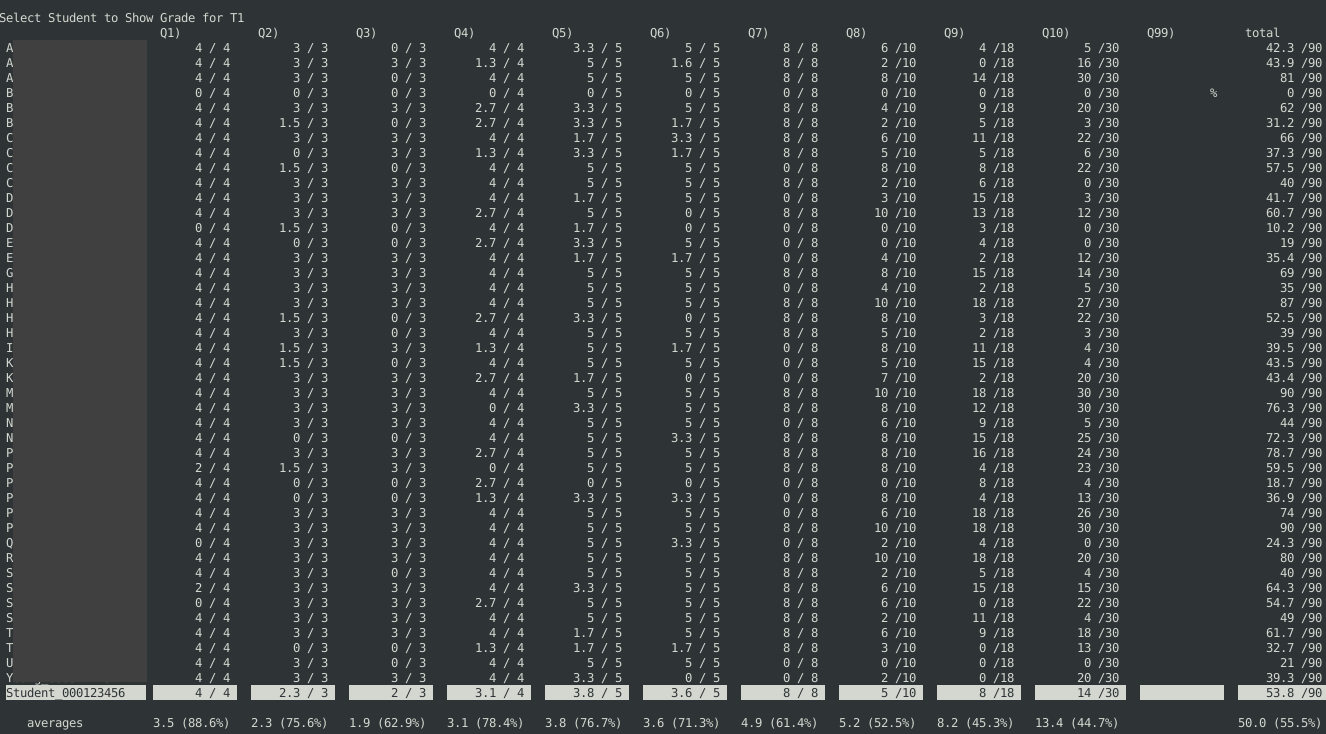 Select Student to Show Grade for T1
Q1) Q2) Q3) Q4) Q5) Q6) Q7) Q8) Q9) Q10) Q99) total
A 4 / 4 3 / 3 0 / 3 4 / 4 3.3 / 5 5 / 5 8 / 8 6 /10 4 /18 5 /30 42.3 /90
A 4 / 4 3 / 3 0 / 3 1.3 / 4 5 / 5 1.6 / 5 8 / 8 2 /10 0 /18 16 /30 43.9 /90
A 4 / 4 3 / 3 0 / 3 4 / 4 5 / 5 5 / 5 8 / 8 8 /10 14 /18 30 /30 81 /90
B 0 / 4 0 / 3 0 / 3 0 / 4 0 / 5 0 / 5 0 / 8 0 /10 0 /18 0 /30 % 0 /90
B 4 / 4 3 / 3 3 / 3 2.7 / 4 3.3 / 5 5 / 5 8 / 8 4 /10 9 /18 20 /30 62 /90
B 4 / 4 1.5 / 3 0 / 3 2.7 / 4 3.3 / 5 1.7 / 5 8 / 8 2 /10 5 /18 3 /30 31.2 /90
C 4 / 4 3 / 3 3 / 3 4 / 4 1.7 / 5 3.3 / 5 8 / 8 6 /10 11 /18 22 /30 66 /90
C 4 / 4 0 / 3 3 / 3 1.3 / 4 3.3 / 5 1.7 / 5 8 / 8 5 /10 5 /18 6 /30 37.3 /90
C 4 / 4 1.5 / 3 0 / 3 4 / 4 5 / 5 5 / 5 0 / 8 8 /10 8 /18 22 /30 57.5 /90
C 4 / 4 3 / 3 3 / 3 4 / 4 5 / 5 5 / 5 8 / 8 2 /10 6 /18 0 /30 40 /90
D 4 / 4 3 / 3 3 / 3 4 / 4 1.7 / 5 5 / 5 0 / 8 3 /10 15 /18 3 /30 41.7 /90
D 4 / 4 3 / 3 3 / 3 2.7 / 4 5 / 5 0 / 5 8 / 8 10 /10 13 /18 12 /30 60.7 /90
D 0 / 4 1.5 / 3 0 / 3 4 / 4 1.7 / 5 0 / 5 0 / 8 0 /10 3 /18 0 /30 10.2 /90
E 4 / 4 0 / 3 0 / 3 2.7 / 4 3.3 / 5 5 / 5 0 / 8 0 /10 4 /18 0 /30 19 /90
E 4 / 4 3 / 3 3 / 3 4 / 4 1.7 / 5 1.7 / 5 0 / 8 4 /10 2 /18 12 /30 35.4 /90
G 4 / 4 3 / 3 3 / 3 4 / 4 5 / 5 5 / 5 8 / 8 8 /10 15 /18 14 /30 69 /90
H 4 / 4 3 / 3 3 / 3 4 / 4 5 / 5 5 / 5 0 / 8 4 /10 2 /18 5 /30 35 /90
H 4 / 4 3 / 3 3 / 3 4 / 4 5 / 5 5 / 5 8 / 8 10 /10 18 /18 27 /30 87 /90
H 4 / 4 1.5 / 3 0 / 3 2.7 / 4 3.3 / 5 0 / 5 8 / 8 8 /10 3 /18 22 /30 52.5 /90
H 4 / 4 3 / 3 0 / 3 4 / 4 5 / 5 5 / 5 8 / 8 5 /10 2 /18 3 /30 39 /90
I 4 / 4 1.5 / 3 3 / 3 1.3 / 4 5 / 5 1.7 / 5 0 / 8 8 /10 11 /18 4 /30 39.5 /90
K 4 / 4 1.5 / 3 0 / 3 4 / 4 5 / 5 5 / 5 0 / 8 5 /10 15 /18 4 /30 43.5 /90
K 4 / 4 3 / 3 3 / 3 2.7 / 4 1.7 / 5 0 / 5 0 / 8 7 /10 2 /18 20 /30 43.4 /90
M 4 / 4 3 / 3 3 / 3 4 / 4 5 / 5 5 / 5 8 / 8 10 /10 18 /18 30 /30 90 /90
M 4 / 4 3 / 3 3 / 3 0 / 4 3.3 / 5 5 / 5 8 / 8 8 /10 12 /18 30 /30 76.3 /90
N 4 / 4 3 / 3 3 / 3 4 / 4 5 / 5 5 / 5 0 / 8 6 /10 9 /18 5 /30 44 /90
N 4 / 4 0 / 3 0 / 3 4 / 4 5 / 5 3.3 / 5 8 / 8 8 /10 15 /18 25 /30 72.3 /90
P 4 / 4 3 / 3 3 / 3 2.7 / 4 5 / 5 5 / 5 8 / 8 8 /10 16 /18 24 /30 78.7 /90
P 2 / 4 1.5 / 3 3 / 3 0 / 4 5 / 5 5 / 5 8 / 8 8 /10 4 /18 23 /30 59.5 /90
P 4 / 4 0 / 3 0 / 3 2.7 / 4 0 / 5 0 / 5 0 / 8 8 /10 4 /18 0 /30 18.7 /90
P 4 / 4 0 / 3 0 / 3 1.3 / 4 3.3 / 5 3.3 / 5 0 / 8 8 /10 4 /18 13 /30 36.9 /90
P 4 / 4 3 / 3 3 / 3 4 / 4 5 / 5 5 / 5 0 / 8 6 /10 18 /18 26 /30 74 /90
P 4 / 4 3 / 3 3 / 3 4 / 4 5 / 5 5 / 5 8 / 8 10 /10 18 /18 30 /30 90 /90
Q 0 / 4 3 / 3 3 / 3 4 / 4 5 / 5 3.3 / 5 0 / 8 2 /10 4 /18 0 /30 24.3 /90
R 4 / 4 3 / 3 3 / 3 4 / 4 5 / 5 5 / 5 8 / 8 10 /10 18 /18 20 /30 80 /90
S 4 / 4 3 / 3 0 / 3 4 / 4 5 / 5 5 / 5 8 / 8 2 /10 5 /18 4 /30 40 /90
S 2 / 4 3 / 3 3 / 3 4 / 4 3.3 / 5 5 / 5 8 / 8 6 /10 15 /18 15 /30 64.3 /90
S 0 / 4 3 / 3 3 / 3 2.7 / 4 5 / 5 5 / 5 8 / 8 6 /10 0 /18 22 /30 54.7 /90
S 4 / 4 3 / 3 3 / 3 4 / 4 5 / 5 5 / 5 8 / 8 2 /10 11 /18 4 /30 49 /90
T 4 / 4 3 / 3 3 / 3 4 / 4 1.7 / 5 5 / 5 8 / 8 6 /10 9 /18 18 /30 61.7 /90
T 4 / 4 0 / 3 0 / 3 1.3 / 4 1.7 / 5 1.7 / 5 8 / 8 3 /10 0 /18 13 /30 32.7 /90
U 4 / 4 3 / 3 0 / 3 4 / 4 5 / 5 5 / 5 0 / 8 0 /10 0 /18 0 /30 21 /90
Y 4 / 4 3 / 3 3 / 3 4 / 4 3.3 / 5 0 / 5 0 / 8 2 /10 0 /18 20 /30 39.3 /90
Student 000123456 4 / 4 2.3 / 3 2 / 3 3.1 / 4 3.8 / 5 3.6 / 5 8 / 8 5 /10 8 /18 14 /30 53.8 /90
averages 3.5 (88.6%) 2.3 (75.6%) 1.9 (62.9%) 3.1 (78.4%) 3.8 (76.7%) 3.6 (71.3%) 4.9 (61.4%) 5.2 (52.5%) 8.2 (45.3%) 13.4 (44.7%) 50.0 (55.5%)